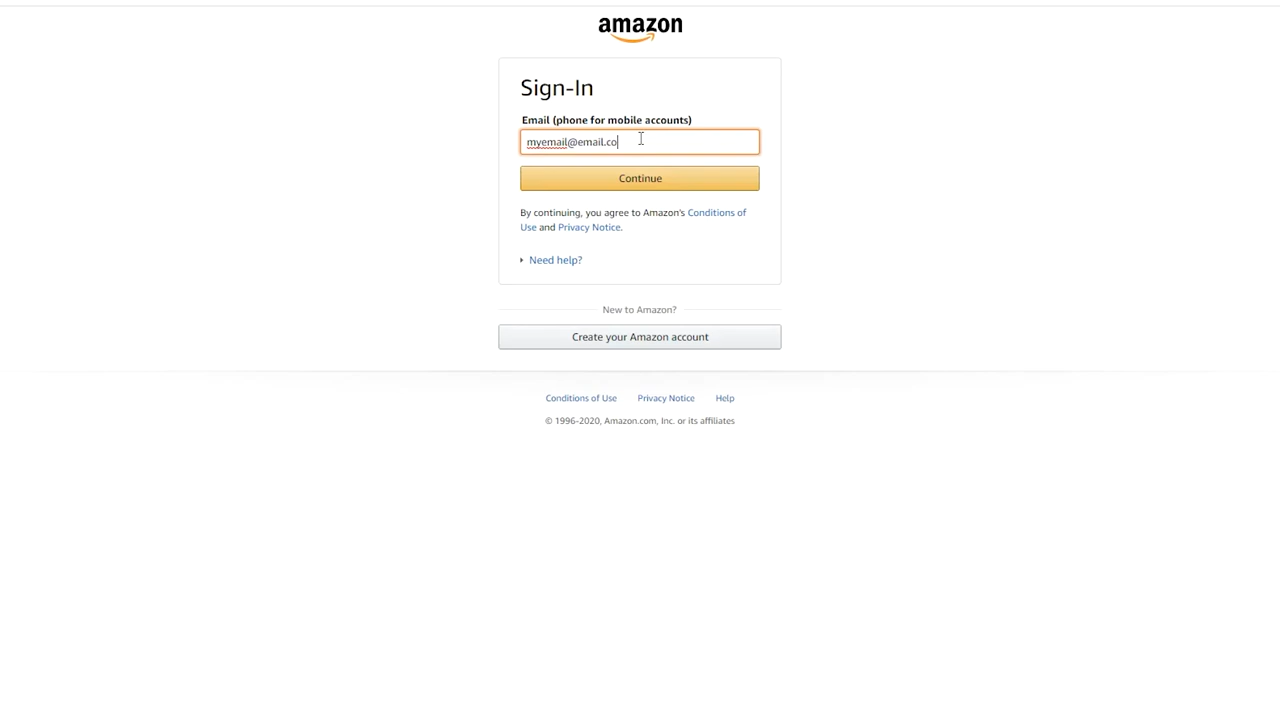 amazon
Sign-In
Email (phone for mobile accounts)
myemail@email.co
Continue
By continuing, you agree to Amazon's Conditions of
Use and Privacy Notice.
Need help?
New to Amazon?
Create your Amazon account
Conditions of Use Privacy Notice Help
© 1996-2020, Amazon.com, Inc. or its affiliates